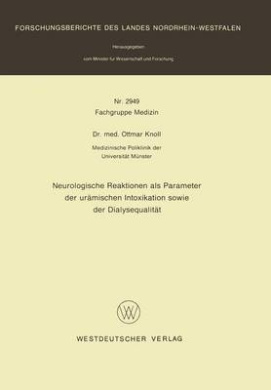 FORSCHUNGSBERICHTE DES LANDES NORDRHEIN-WESTFALEN
Herausgegeben
vom Minister für Wissenschaft und Forschung
Nr. 2949
Fachgruppe Medizin
Dr. med. Ottmar Knoll
Medizinische Poliklinik der
Universität Münster
Neurologische Reaktionen als Parameter
der urämischen Intoxikation sowie
der Dialysequalität
WESTDEUTSCHER VERLAG